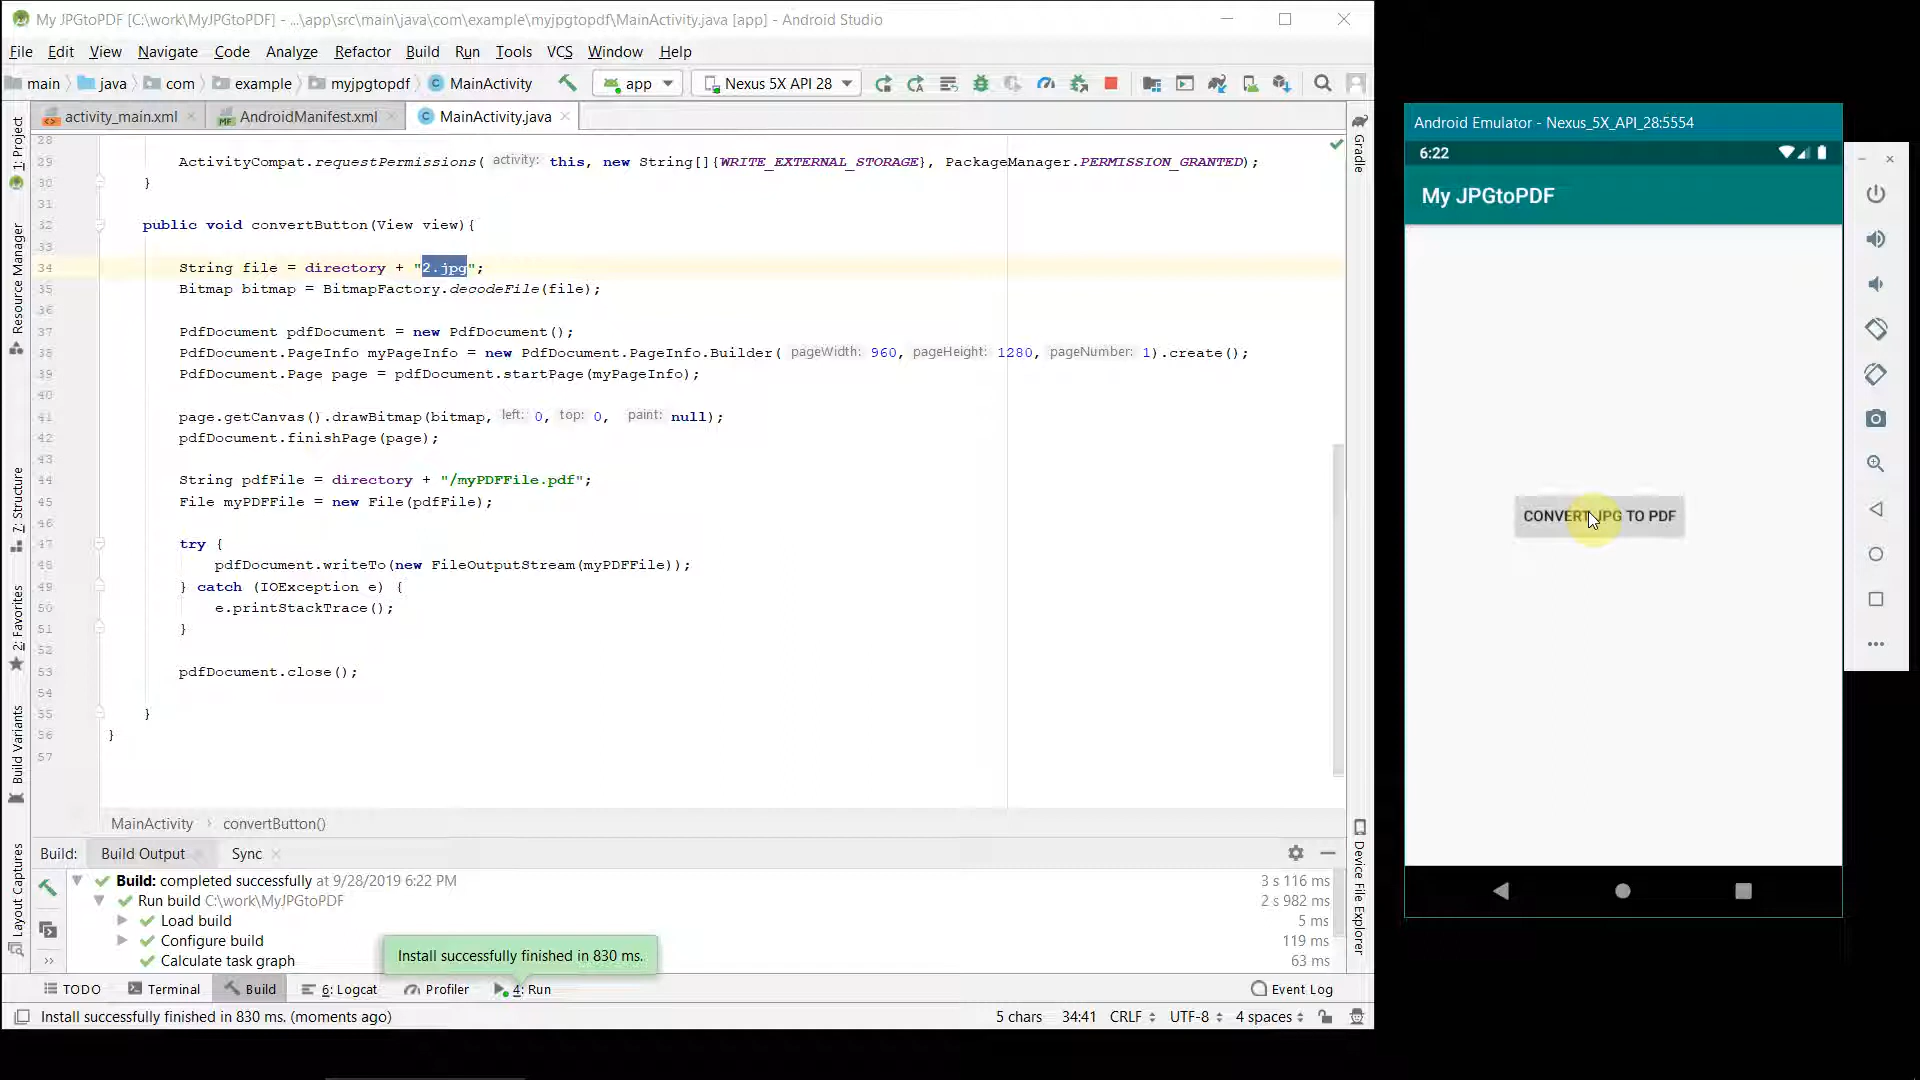 My JPGtoPDF [C:\work\MyJPGtoPDF] - ...\app\src\main\java\com\example\myjpgtopdf\MainActivity.java [app] - Android Studio
File Edit View Navigate Code Analyze Refactor Build Run Tools VCS Window Help
main java com example myjpgtopdf MainActivity app Nexus 5X API 28
activity_main.xml AndroidManifest.xml MainActivity.java
1: Project
Resource Manager
7: Structure
2: Favorites
Build Variants
Layout Captures
28
29 ActivityCompat.requestPermissions( activity: this, new String[]{WRITE_EXTERNAL_STORAGE}, PackageManager.PERMISSION_GRANTED);
30 }
31
32 public void convertButton(View view){
33
34 String file = directory + "2.jpg";
35 Bitmap bitmap = BitmapFactory.decodeFile(file);
36
37 PdfDocument pdfDocument = new PdfDocument();
38 PdfDocument.PageInfo myPageInfo = new PdfDocument.PageInfo.Builder( pageWidth: 960, pageHeight: 1280, pageNumber: 1).create();
39 PdfDocument.Page page = pdfDocument.startPage(myPageInfo);
40
41 page.getCanvas().drawBitmap(bitmap, left: 0, top: 0, paint: null);
42 pdfDocument.finishPage(page);
43
44 String pdfFile = directory + "/myPDFFile.pdf";
45 File myPDFFile = new File(pdfFile);
46
47 try {
48 pdfDocument.writeTo(new FileOutputStream(myPDFFile));
49 } catch (IOException e) {
50 e.printStackTrace();
51 }
52
53 pdfDocument.close();
54
55 }
56 }
57
MainActivity › convertButton()
Gradle
Device File Explorer
Build: Build Output Sync
Build: completed successfully at 9/28/2019 6:22 PM 3 s 116 ms
Run build C:\work\MyJPGtoPDF 2 s 982 ms
Load build 5 ms
Configure build 119 ms
Calculate task graph 63 ms
Install successfully finished in 830 ms.
TODO Terminal Build 6: Logcat Profiler 4: Run Event Log
Install successfully finished in 830 ms. (moments ago) 5 chars 34:41 CRLF UTF-8 4 spaces
Android Emulator - Nexus_5X_API_28:5554
6:22
My JPGtoPDF
CONVERT JPG TO PDF